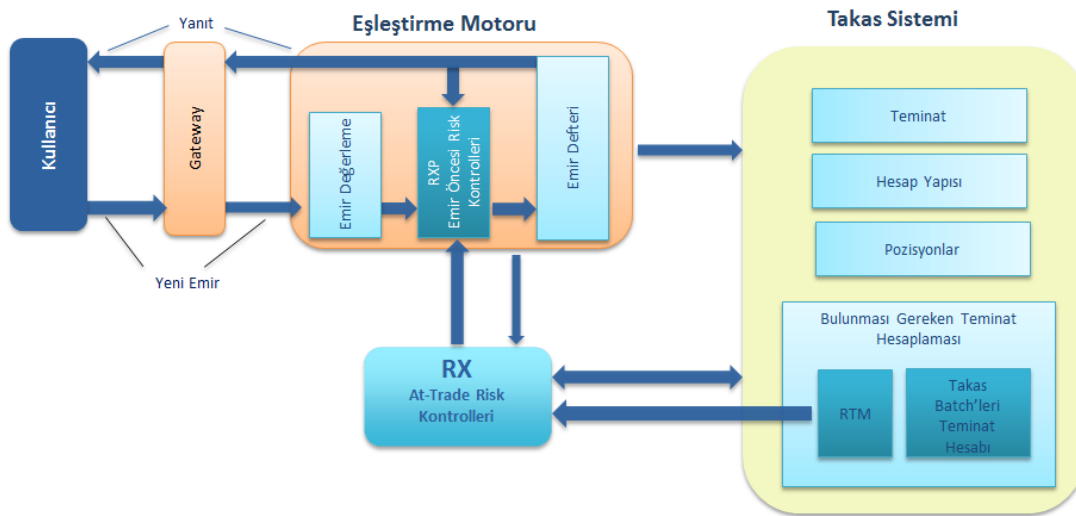 Eşleştirme Motoru
Takas Sistemi
Yanıt
Kullanıcı
Gateway
Emir Değerleme
RXP
Emir Öncesi Risk
Kontrolleri
Emir Defteri
Yeni Emir
Teminat
Hesap Yapısı
Pozisyonlar
Bulunması Gereken Teminat
Hesaplaması
RTM
Takas
Batch’leri
Teminat
Hesabı
RX
At-Trade Risk
Kontrolleri